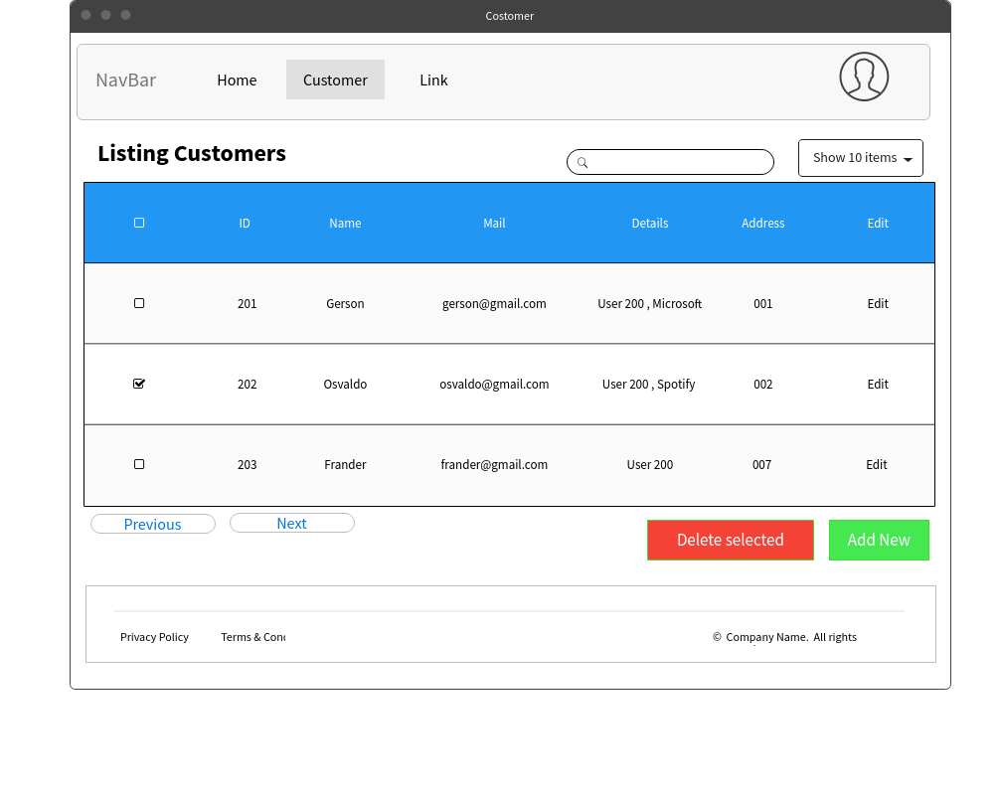 Costomer
NavBar Home Customer Link
Listing Customers
Show 10 items
ID Name Mail Details Address Edit
201 Gerson gerson@gmail.com User 200 , Microsoft 001 Edit
202 Osvaldo osvaldo@gmail.com User 200 , Spotify 002 Edit
203 Frander frander@gmail.com User 200 007 Edit
Previous Next
Delete selected Add New
Privacy Policy Terms & Con © Company Name. All rights